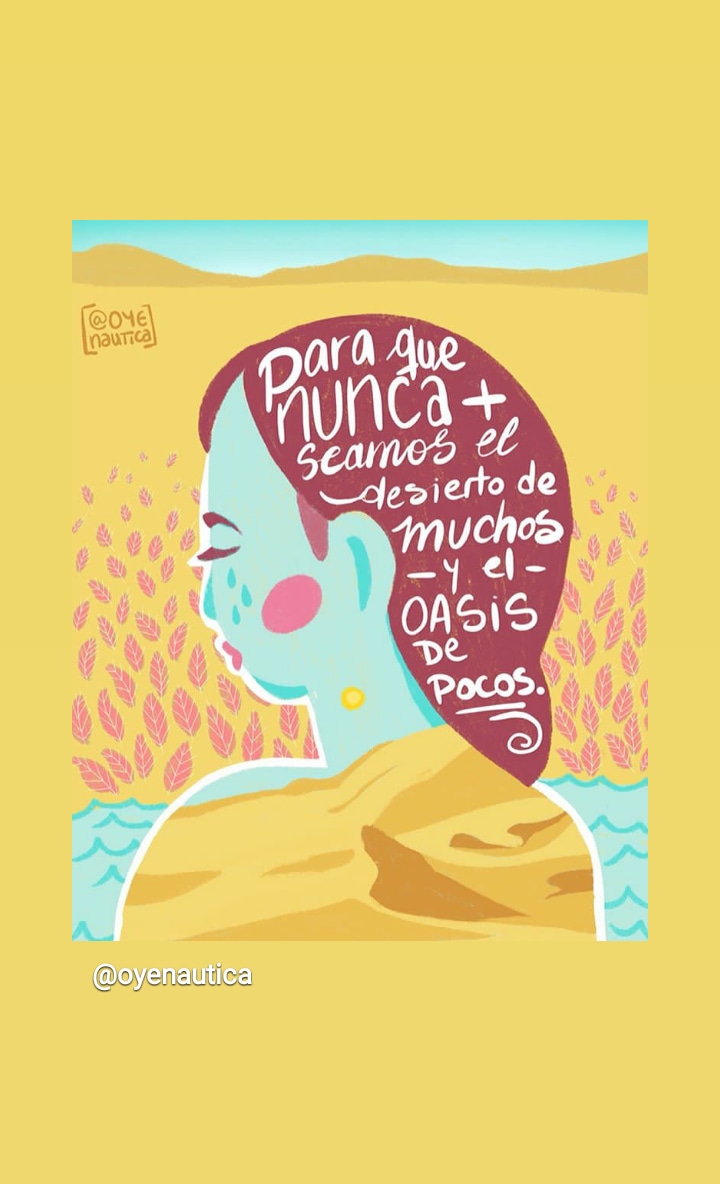 [@OYE
nautica]
Para que
nunca +
seamos el
desierto de
muchos
- y el -
OASIS
DE
Pocos.
@oyenautica